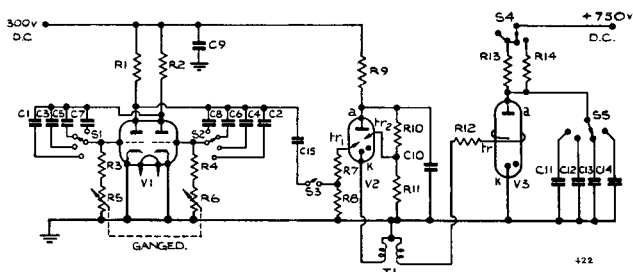 S4
300V
D.C.
+750V
D.C.
R1
R2
C9
R9
R13
R14
C1 C3 C5 C7
C8 C6 C4 C2
S1
S2
a
tr1
tr2
R10
C10
K
V2
R7
R8
R11
R12
a
tr
K
V3
S5
C15
S3
R3
R4
V1
R5
R6
C11 C12 C13 C14
GANGED.
T1
+22